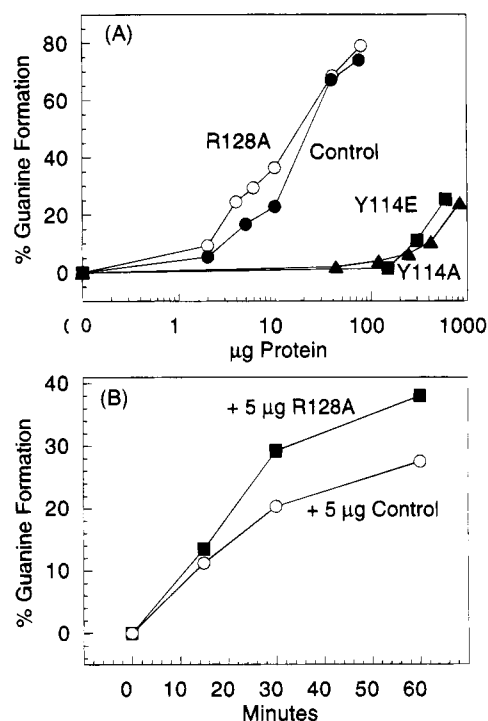 (A)
80
60
40
20
0
% Guanine Formation
R128A
Control
Y114E
Y114A
0 1 10 100 1000
µg Protein
(B)
40
30
20
10
0
% Guanine Formation
+ 5 µg R128A
+ 5 µg Control
0 10 20 30 40 50 60
Minutes